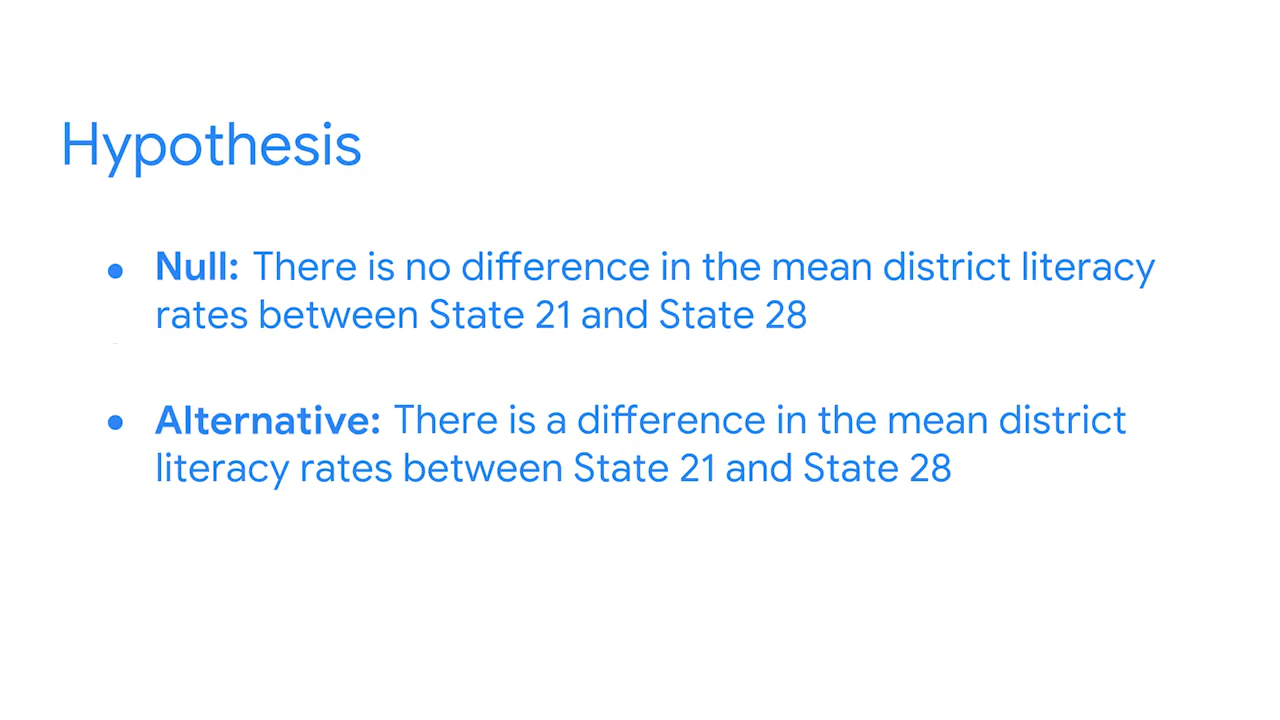 Hypothesis
● Null: There is no difference in the mean district literacy
rates between State 21 and State 28
● Alternative: There is a difference in the mean district
literacy rates between State 21 and State 28